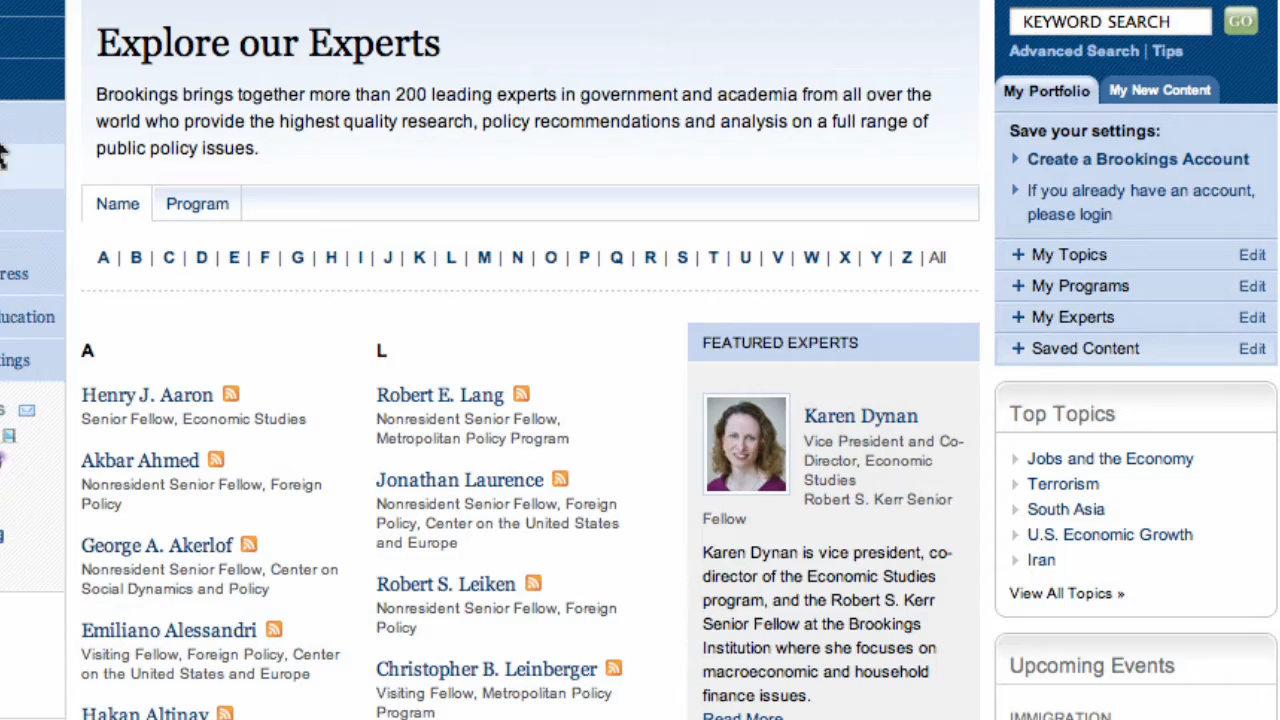 Explore our Experts
Brookings brings together more than 200 leading experts in government and academia from all over the
world who provide the highest quality research, policy recommendations and analysis on a full range of
public policy issues.
Name
Program
A | B | C | D | E | F | G | H | I | J | K | L | M | N | O | P | Q | R | S | T | U | V | W | X | Y | Z | All
ress
ucation
ings
A
Henry J. Aaron
Senior Fellow, Economic Studies
Akbar Ahmed
Nonresident Senior Fellow, Foreign
Policy
George A. Akerlof
Nonresident Senior Fellow, Center on
Social Dynamics and Policy
Emiliano Alessandri
Visiting Fellow, Foreign Policy, Center
on the United States and Europe
Hakan Altinay
L
Robert E. Lang
Nonresident Senior Fellow,
Metropolitan Policy Program
Jonathan Laurence
Nonresident Senior Fellow, Foreign
Policy, Center on the United States
and Europe
Robert S. Leiken
Nonresident Senior Fellow, Foreign
Policy
Christopher B. Leinberger
Visiting Fellow, Metropolitan Policy
Program
FEATURED EXPERTS
Karen Dynan
Vice President and Co-
Director, Economic
Studies
Robert S. Kerr Senior
Fellow
Karen Dynan is vice president, co-
director of the Economic Studies
program, and the Robert S. Kerr
Senior Fellow at the Brookings
Institution where she focuses on
macroeconomic and household
finance issues.
Read More
KEYWORD SEARCH
GO
Advanced Search | Tips
My Portfolio
My New Content
Save your settings:
Create a Brookings Account
If you already have an account,
please login
+ My Topics Edit
+ My Programs Edit
+ My Experts Edit
+ Saved Content Edit
Top Topics
Jobs and the Economy
Terrorism
South Asia
U.S. Economic Growth
Iran
View All Topics »
Upcoming Events
IMMIGRATION